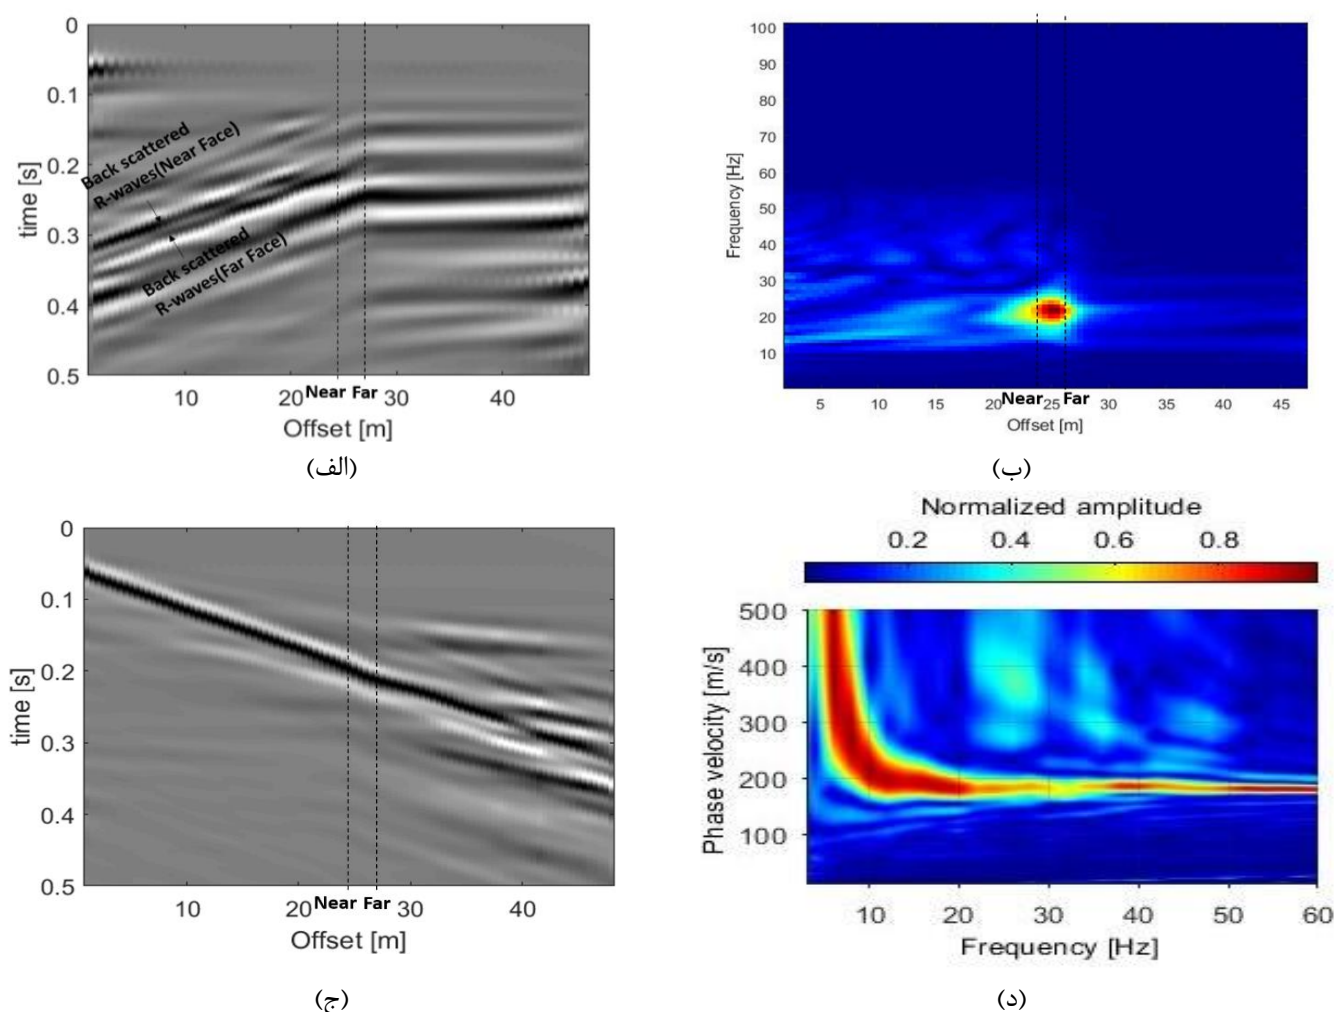 0
0.1
0.2
0.3
0.4
0.5
time [s]
Back scattered
R-waves(Near Face)
Back scattered
R-waves(Far Face)
10
20
Near Far
30
40
Offset [m]
(الف)
100
90
80
70
60
50
40
30
20
10
Frequency [Hz]
5
10
15
20
Near
25
Far
30
35
40
45
Offset [m]
(ب)
0
0.1
0.2
0.3
0.4
0.5
time [s]
10
20
Near Far
30
40
Offset [m]
(ج)
Normalized amplitude
0.2 0.4 0.6 0.8
500
400
300
200
100
Phase velocity [m/s]
10 20 30 40 50 60
Frequency [Hz]
(د)